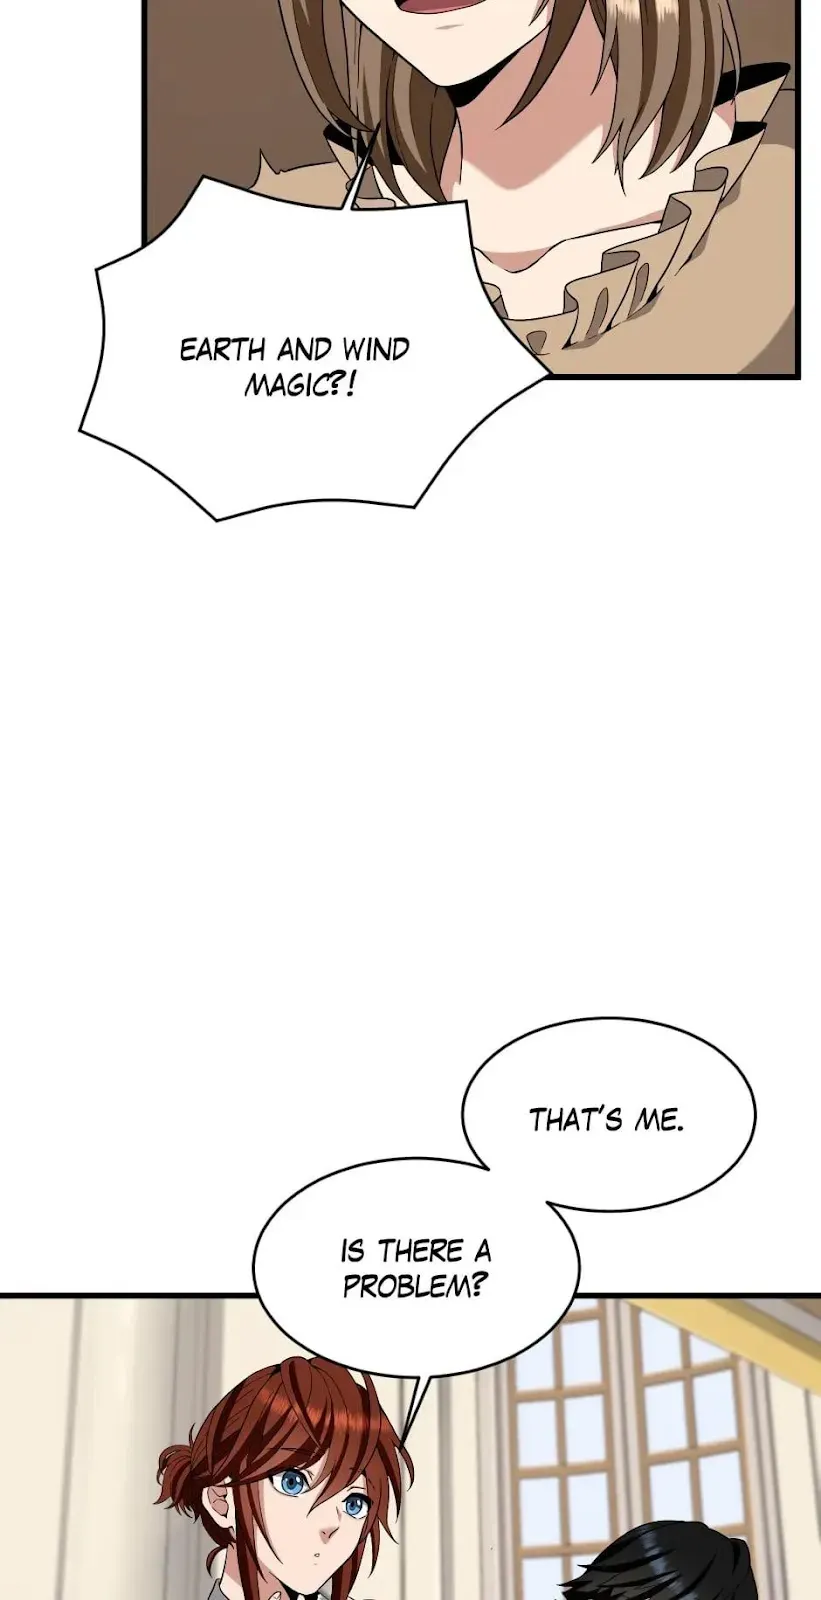 EARTH AND WIND
MAGIC?!
THAT'S ME.
IS THERE A
PROBLEM?